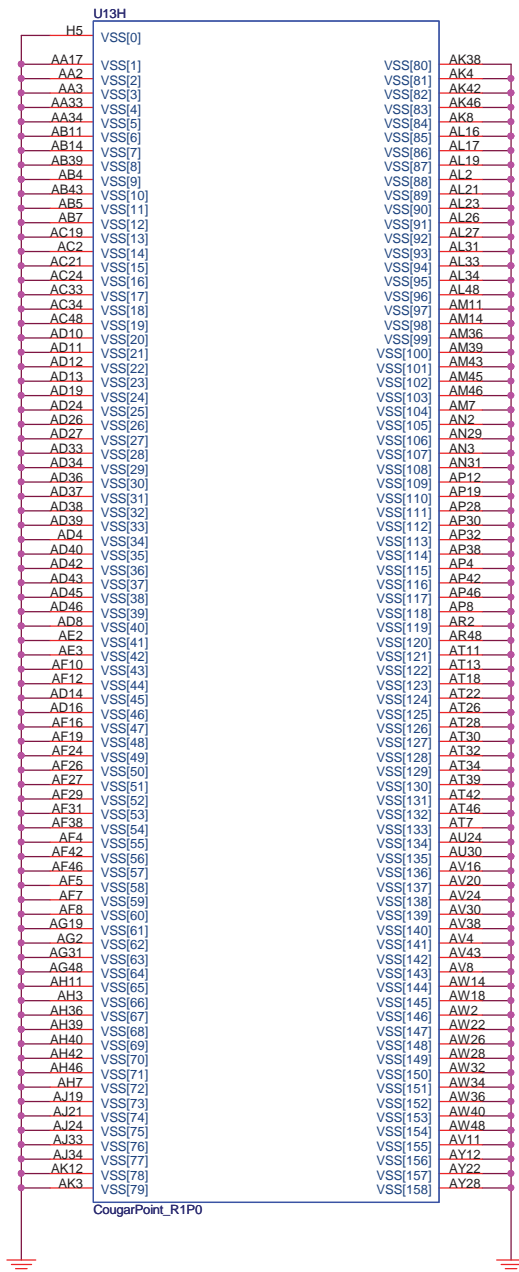 U13H
H5 VSS[0]
AA17 VSS[1]
AA2 VSS[2]
AA3 VSS[3]
AA33 VSS[4]
AA34 VSS[5]
AB11 VSS[6]
AB14 VSS[7]
AB39 VSS[8]
AB4 VSS[9]
AB43 VSS[10]
AB5 VSS[11]
AB7 VSS[12]
AC19 VSS[13]
AC2 VSS[14]
AC21 VSS[15]
AC24 VSS[16]
AC33 VSS[17]
AC34 VSS[18]
AC48 VSS[19]
AD10 VSS[20]
AD11 VSS[21]
AD12 VSS[22]
AD13 VSS[23]
AD19 VSS[24]
AD24 VSS[25]
AD26 VSS[26]
AD27 VSS[27]
AD33 VSS[28]
AD34 VSS[29]
AD36 VSS[30]
AD37 VSS[31]
AD38 VSS[32]
AD39 VSS[33]
AD4 VSS[34]
AD40 VSS[35]
AD42 VSS[36]
AD43 VSS[37]
AD45 VSS[38]
AD46 VSS[39]
AD8 VSS[40]
AE2 VSS[41]
AE3 VSS[42]
AF10 VSS[43]
AF12 VSS[44]
AD14 VSS[45]
AD16 VSS[46]
AF16 VSS[47]
AF19 VSS[48]
AF24 VSS[49]
AF26 VSS[50]
AF27 VSS[51]
AF29 VSS[52]
AF31 VSS[53]
AF38 VSS[54]
AF4 VSS[55]
AF42 VSS[56]
AF46 VSS[57]
AF5 VSS[58]
AF7 VSS[59]
AF8 VSS[60]
AG19 VSS[61]
AG2 VSS[62]
AG31 VSS[63]
AG48 VSS[64]
AH11 VSS[65]
AH3 VSS[66]
AH36 VSS[67]
AH39 VSS[68]
AH40 VSS[69]
AH42 VSS[70]
AH46 VSS[71]
AH7 VSS[72]
AJ19 VSS[73]
AJ21 VSS[74]
AJ24 VSS[75]
AJ33 VSS[76]
AJ34 VSS[77]
AK12 VSS[78]
AK3 VSS[79]
VSS[80] AK38
VSS[81] AK4
VSS[82] AK42
VSS[83] AK46
VSS[84] AK8
VSS[85] AL16
VSS[86] AL17
VSS[87] AL19
VSS[88] AL2
VSS[89] AL21
VSS[90] AL23
VSS[91] AL26
VSS[92] AL27
VSS[93] AL31
VSS[94] AL33
VSS[95] AL34
VSS[96] AL48
VSS[97] AM11
VSS[98] AM14
VSS[99] AM36
VSS[100] AM39
VSS[101] AM43
VSS[102] AM45
VSS[103] AM46
VSS[104] AM7
VSS[105] AN2
VSS[106] AN29
VSS[107] AN3
VSS[108] AN31
VSS[109] AP12
VSS[110] AP19
VSS[111] AP28
VSS[112] AP30
VSS[113] AP32
VSS[114] AP38
VSS[115] AP4
VSS[116] AP42
VSS[117] AP46
VSS[118] AP8
VSS[119] AR2
VSS[120] AR48
VSS[121] AT11
VSS[122] AT13
VSS[123] AT18
VSS[124] AT22
VSS[125] AT26
VSS[126] AT28
VSS[127] AT30
VSS[128] AT32
VSS[129] AT34
VSS[130] AT39
VSS[131] AT42
VSS[132] AT46
VSS[133] AT7
VSS[134] AU24
VSS[135] AU30
VSS[136] AV16
VSS[137] AV20
VSS[138] AV24
VSS[139] AV30
VSS[140] AV38
VSS[141] AV4
VSS[142] AV43
VSS[143] AV8
VSS[144] AW14
VSS[145] AW18
VSS[146] AW2
VSS[147] AW22
VSS[148] AW26
VSS[149] AW28
VSS[150] AW32
VSS[151] AW34
VSS[152] AW36
VSS[153] AW40
VSS[154] AW48
VSS[155] AV11
VSS[156] AY12
VSS[157] AY22
VSS[158] AY28
CougarPoint_R1P0